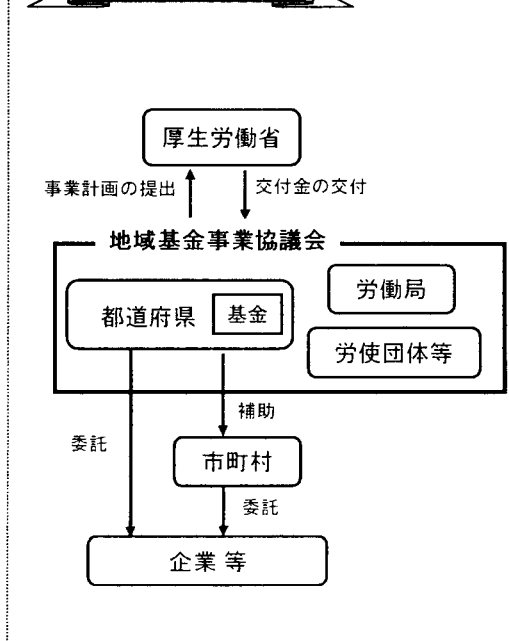 厚生労働省
事業計画の提出
交付金の交付
地域基金事業協議会
都道府県
基金
労働局
労使団体等
補助
委託
市町村
委託
企業等